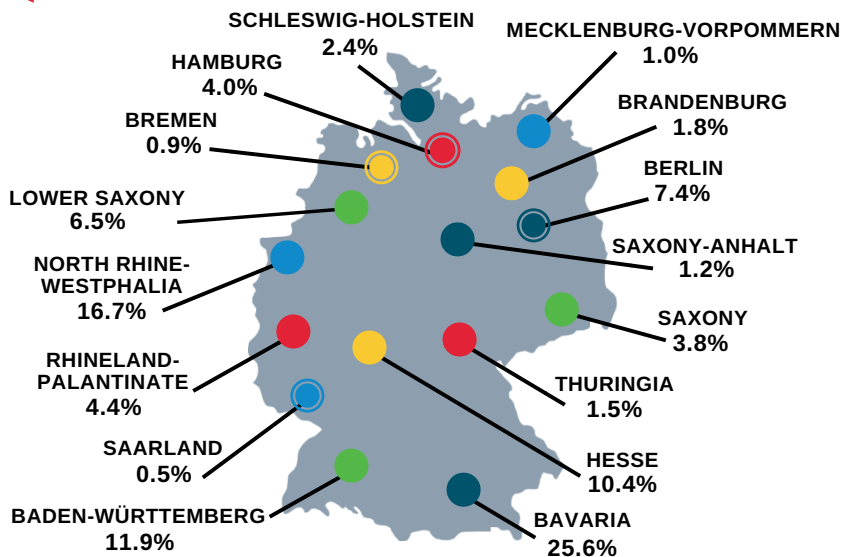 SCHLESWIG-HOLSTEIN
2.4%
MECKLENBURG-VORPOMMERN
1.0%
HAMBURG
4.0%
BRANDENBURG
1.8%
BREMEN
0.9%
BERLIN
7.4%
LOWER SAXONY
6.5%
SAXONY-ANHALT
1.2%
NORTH RHINE-
WESTPHALIA
16.7%
SAXONY
3.8%
RHINELAND-
PALANTINATE
4.4%
THURINGIA
1.5%
SAARLAND
0.5%
HESSE
10.4%
BADEN-WÜRTTEMBERG
11.9%
BAVARIA
25.6%